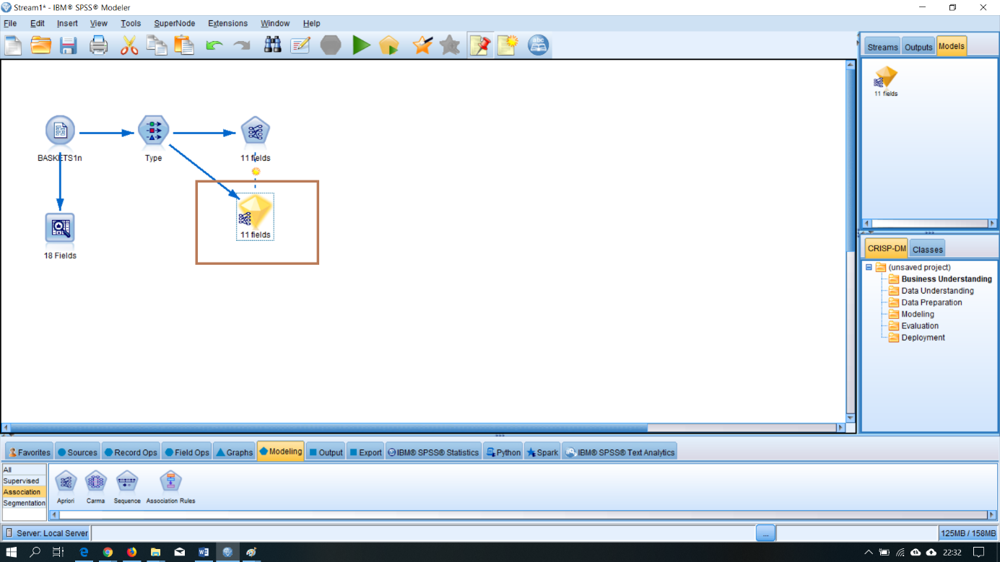 Stream1* - IBM® SPSS® Modeler
File Edit Insert View Tools SuperNode Extensions Window Help
Streams Outputs Models
11 fields
BASKETS1n
Type
11 fields
11 fields
18 Fields
CRISP-DM Classes
(unsaved project)
Business Understanding
Data Understanding
Data Preparation
Modeling
Evaluation
Deployment
Favorites Sources Record Ops Field Ops Graphs Modeling Output Export IBM® SPSS® Statistics Python Spark IBM® SPSS® Text Analytics
All
Supervised
Association
Segmentation
Apriori Carma Sequence Association Rules
Server: Local Server
...
125MB / 158MB
22:32